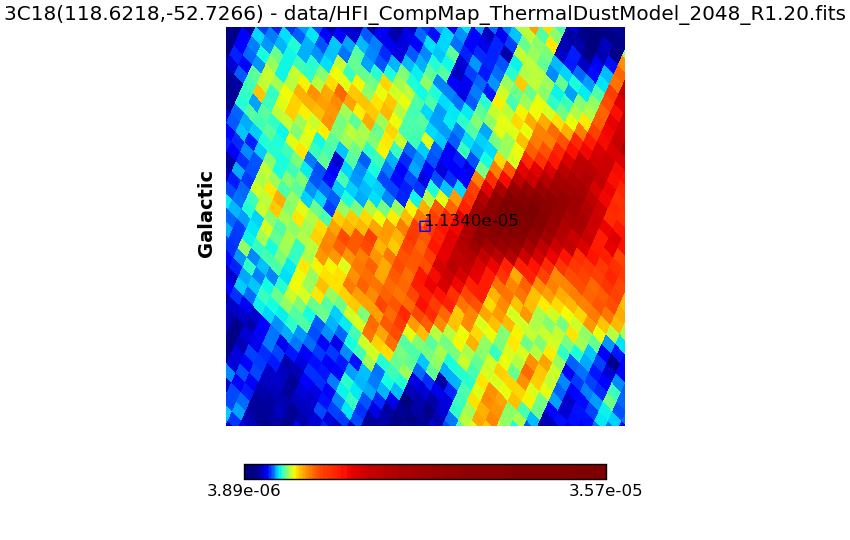 3C18(118.6218,-52.7266) - data/HFI_CompMap_ThermalDustModel_2048_R1.20.fits
Galactic
1.1340e-05
3.89e-06
3.57e-05